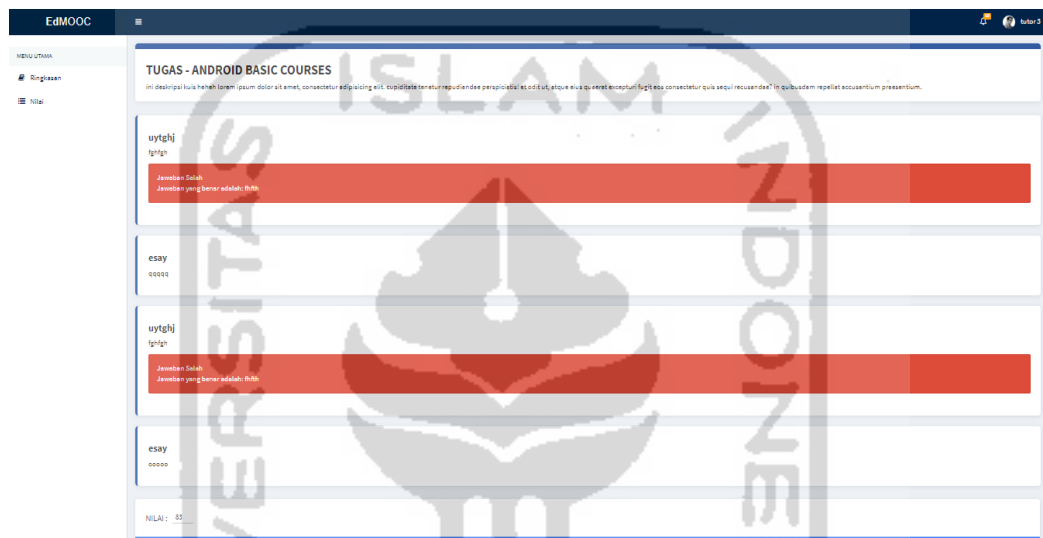 EdMOOC
tutor3
MENU UTAMA
Ringkasan
Nilai
TUGAS - ANDROID BASIC COURSES
ini deskripsi kuis heheh lorem ipsum dolor sit amet, consectetur adipisicing elit. cupiditate tenetur repudiandae perspiciatis! et odit ut, atque eius quaerat excepturi fugit eos consectetur quis sequi recusandae? in quibusdam repellat accusantium praesentium.
uytghj
fghfgh
Jawaban Salah
Jawaban yang benar adalah: fhfth
esay
qqqqq
uytghj
fghfgh
Jawaban Salah
Jawaban yang benar adalah: fhfth
esay
NILAI :
ISLAM INDONE
VERSITAS